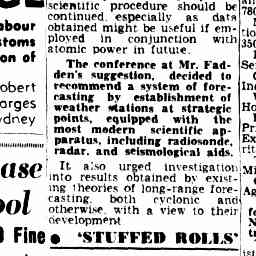 scientific procedure should be
continued, especially as data
obtained might be useful if em-
ployed in conjunction with
atomic power in future.
The conference at Mr. Fad-
den's suggestion, decided to
recommend a system of fore-
casting by establishment of
weather stations at strategic
points, equipped with the
most modern scientific ap-
paratus, including radiosonde,
radar, and seismological aids.
It also urged investigation
into results obtained by exist-
ing theories of long-range fore-
casting, both cyclonic and
otherwise, with a view to their
development
● 'STUFFED ROLLS'
bour
stoms
on of
obert
arges
ydney
ase
ool
Fine